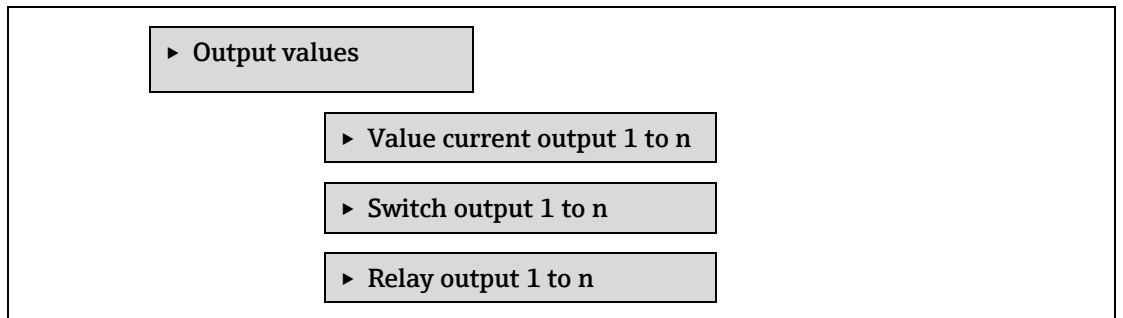 ▸ Output values
▸ Value current output 1 to n
▸ Switch output 1 to n
▸ Relay output 1 to n